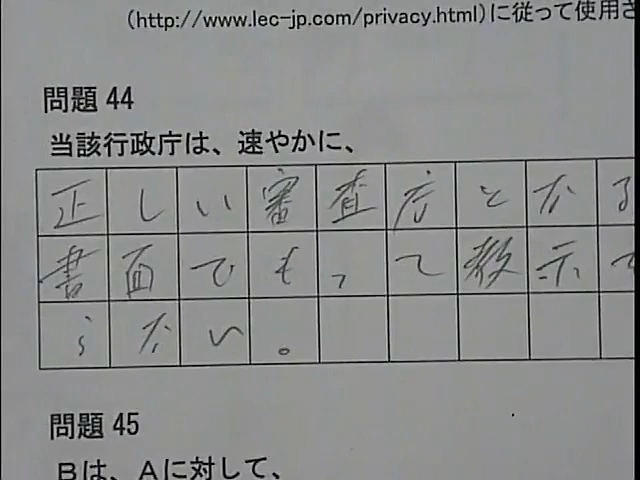 (http://www.lec-jp.com/privacy.html)に従って使用さ
問題 44
当該行政庁は、速やかに、
正しい審査庁となる
書面でもって教示
らない。
問題 45
Bは、Aに対して、